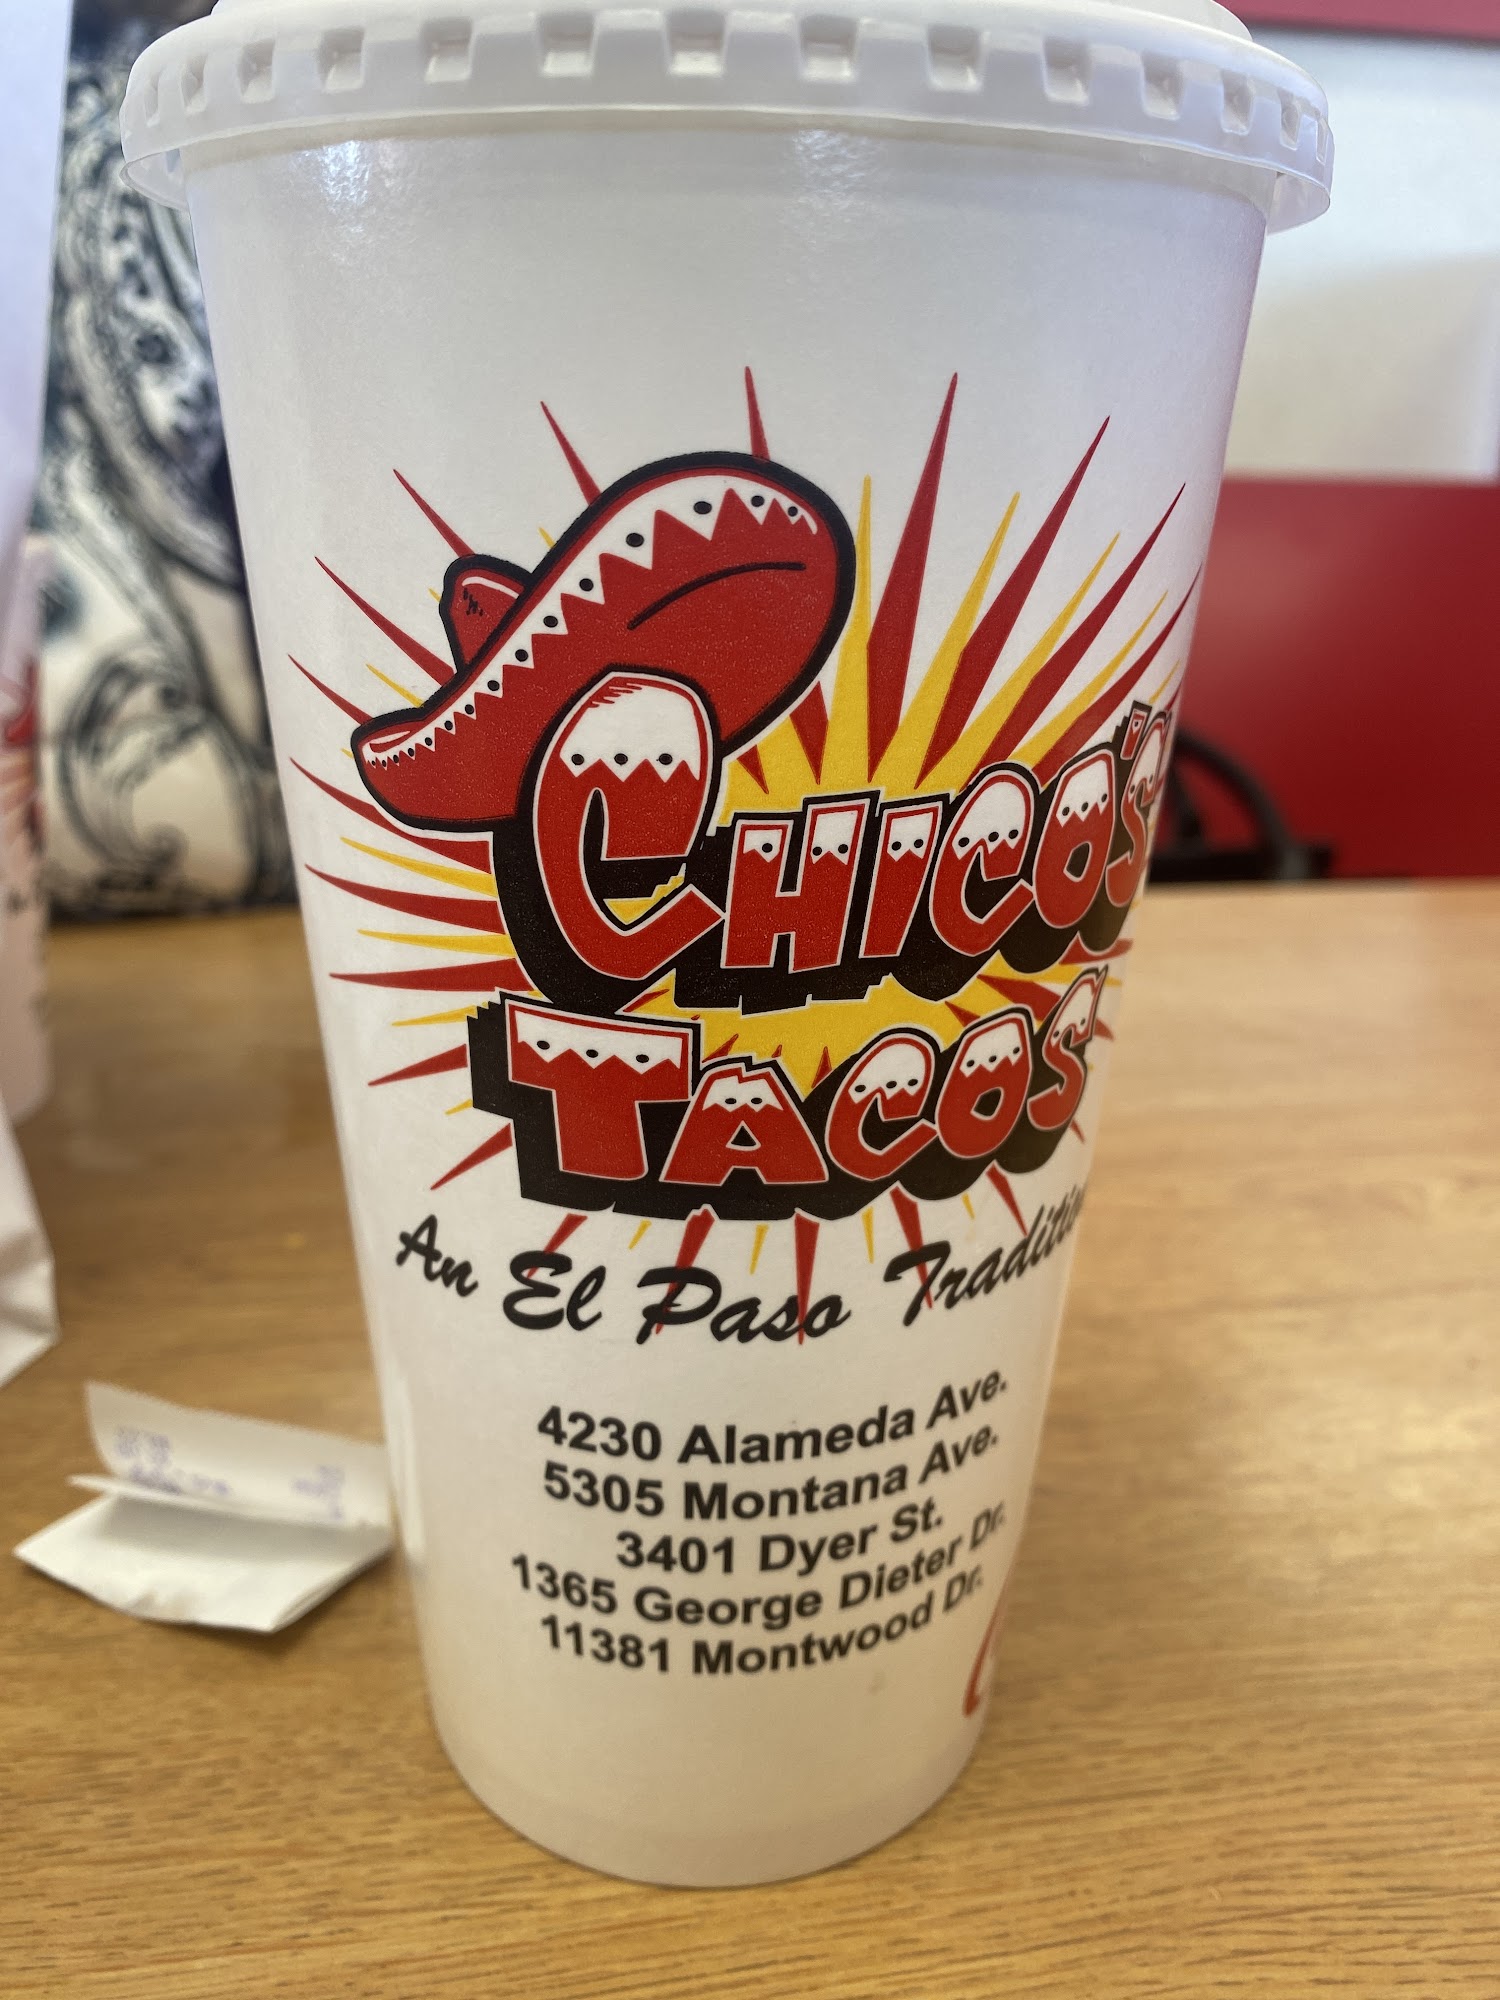 CHICO'S
TACOS
An El Paso Tradition
4230 Alameda Ave.
5305 Montana Ave.
3401 Dyer St.
1365 George Dieter Dr.
11381 Montwood Dr.